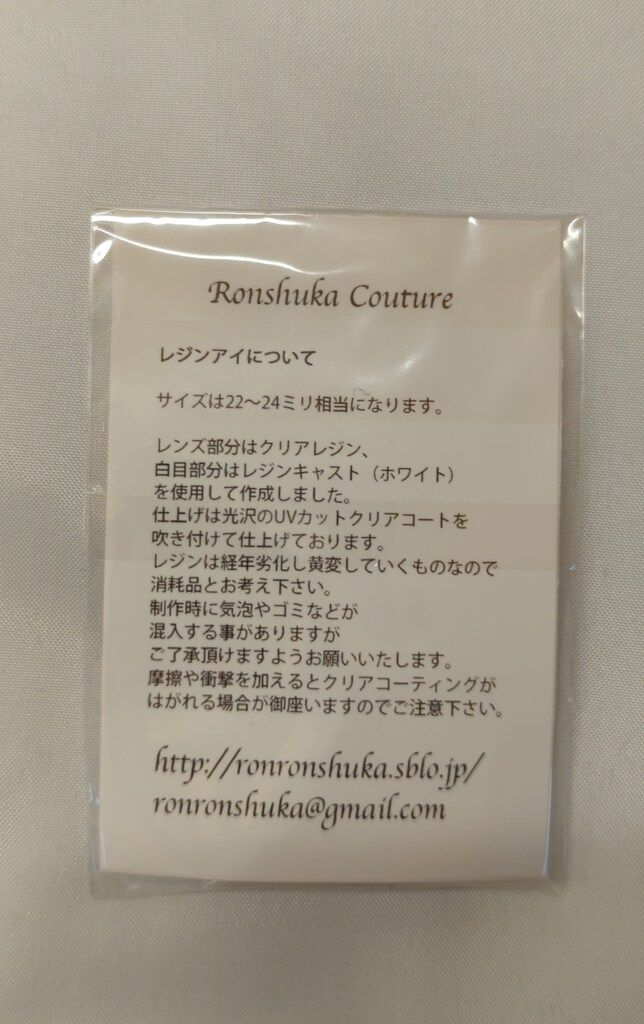 Ronshuka Couture
レジンアイについて
サイズは22～24ミリ相当になります。
レンズ部分はクリアレジン、
白目部分はレジンキャスト（ホワイト）
を使用して作成しました。
仕上げは光沢のUVカットクリアコートを
吹き付けて仕上げております。
レジンは経年劣化し黄変していくものなので
消耗品とお考え下さい。
制作時に気泡やゴミなどが
混入する事がありますが
ご了承頂けますようお願いいたします。
摩擦や衝撃を加えるとクリアコーティングが
はがれる場合が御座いますのでご注意下さい。
http://ronronshuka.sblo.jp/
ronronshuka@gmail.com